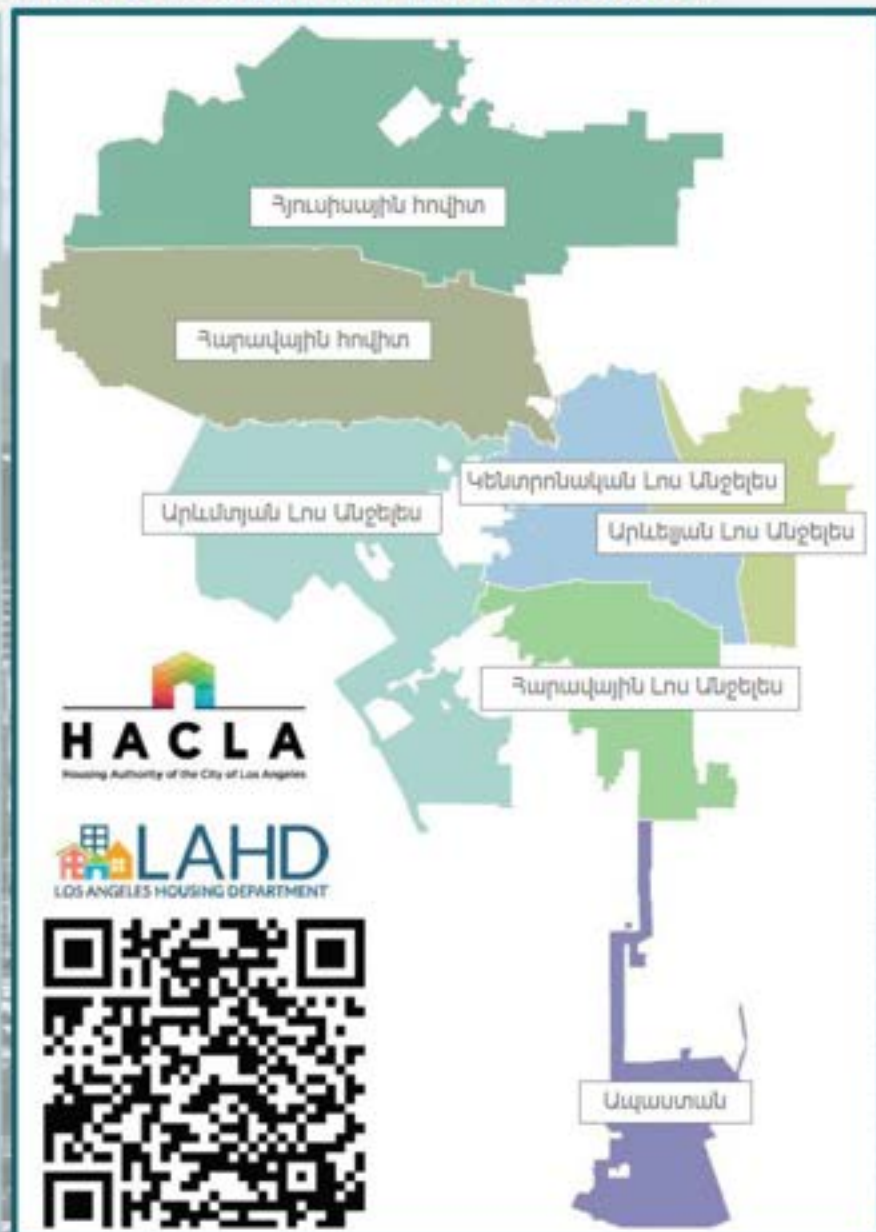 Հյուսիսային հովիտ
Հարավային հովիտ
Կենտրոնական Լոս Անջելես
Արևմտյան Լոս Անջելես
Արևելյան Լոս Անջելես
Հարավային Լոս Անջելես
HACLA
Housing Authority of the City of Los Angeles
LAHD
LOS ANGELES HOUSING DEPARTMENT
Ապաստան